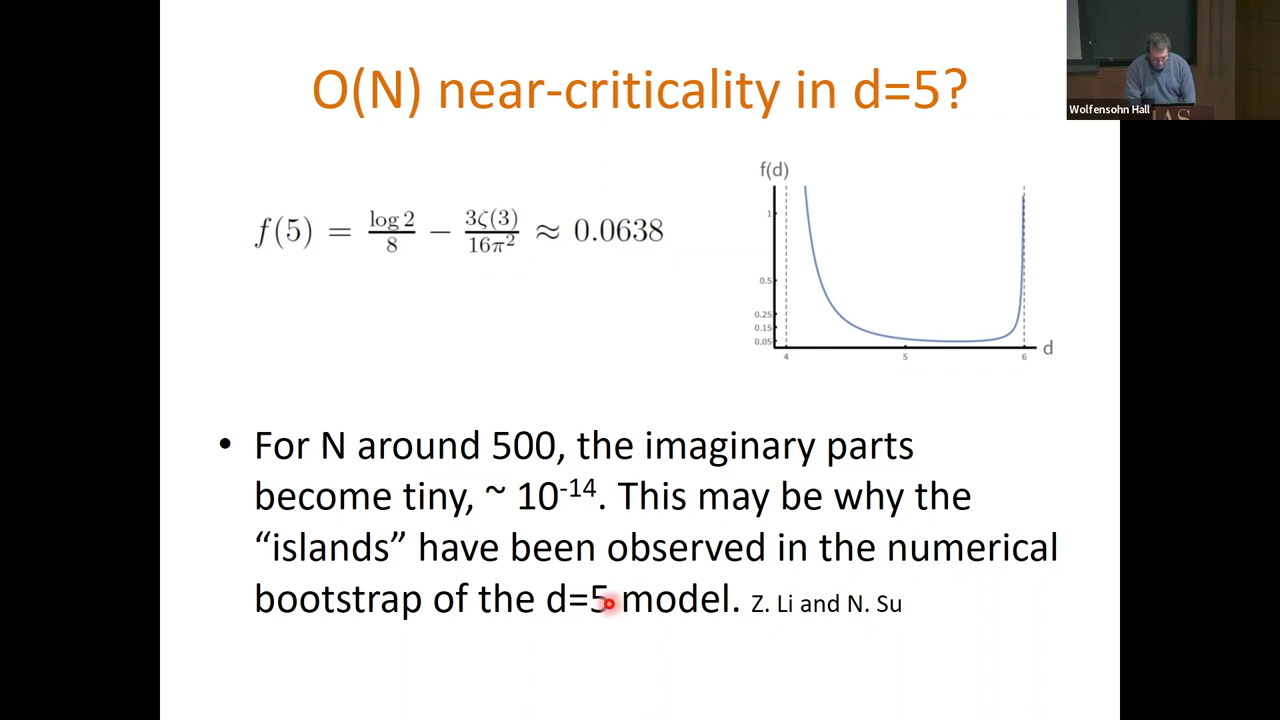 O(N) near-criticality in d=5?
Wolfensohn Hall
IAS
f(5) = log 2/8 − 3ζ(3)/16π² ≈ 0.0638
f(d)
1
0.5
0.25
0.15
0.05
4 5 6 d
• For N around 500, the imaginary parts
become tiny, ~ 10⁻¹⁴. This may be why the
“islands” have been observed in the numerical
bootstrap of the d=5 model. Z. Li and N. Su